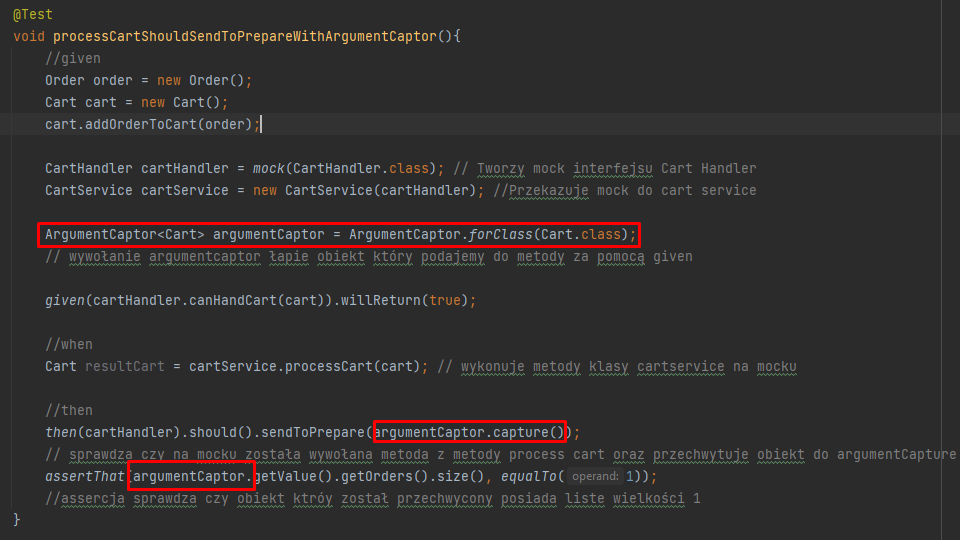 @Test
void processCartShouldSendToPrepareWithArgumentCaptor(){
//given
Order order = new Order();
Cart cart = new Cart();
cart.addOrderToCart(order);
CartHandler cartHandler = mock(CartHandler.class); // Tworzy mock interfejsu Cart Handler
CartService cartService = new CartService(cartHandler); //Przekazuje mock do cart service
ArgumentCaptor<Cart> argumentCaptor = ArgumentCaptor.forClass(Cart.class);
// wywołanie argumentcaptor łapie obiekt który podajemy do metody za pomocą given
given(cartHandler.canHandCart(cart)).willReturn(true);
//when
Cart resultCart = cartService.processCart(cart); // wykonuje metody klasy cartservice na mocku
//then
then(cartHandler).should().sendToPrepare(argumentCaptor.capture());
// sprawdza czy na mocku została wywołana metoda z metody process cart oraz przechwytuje obiekt do argumentCapture
assertThat(argumentCaptor.getValue().getOrders().size(), equalTo( operand: 1));
//assercja sprawdza czy obiekt któy został przechwycony posiada liste wielkości 1
}